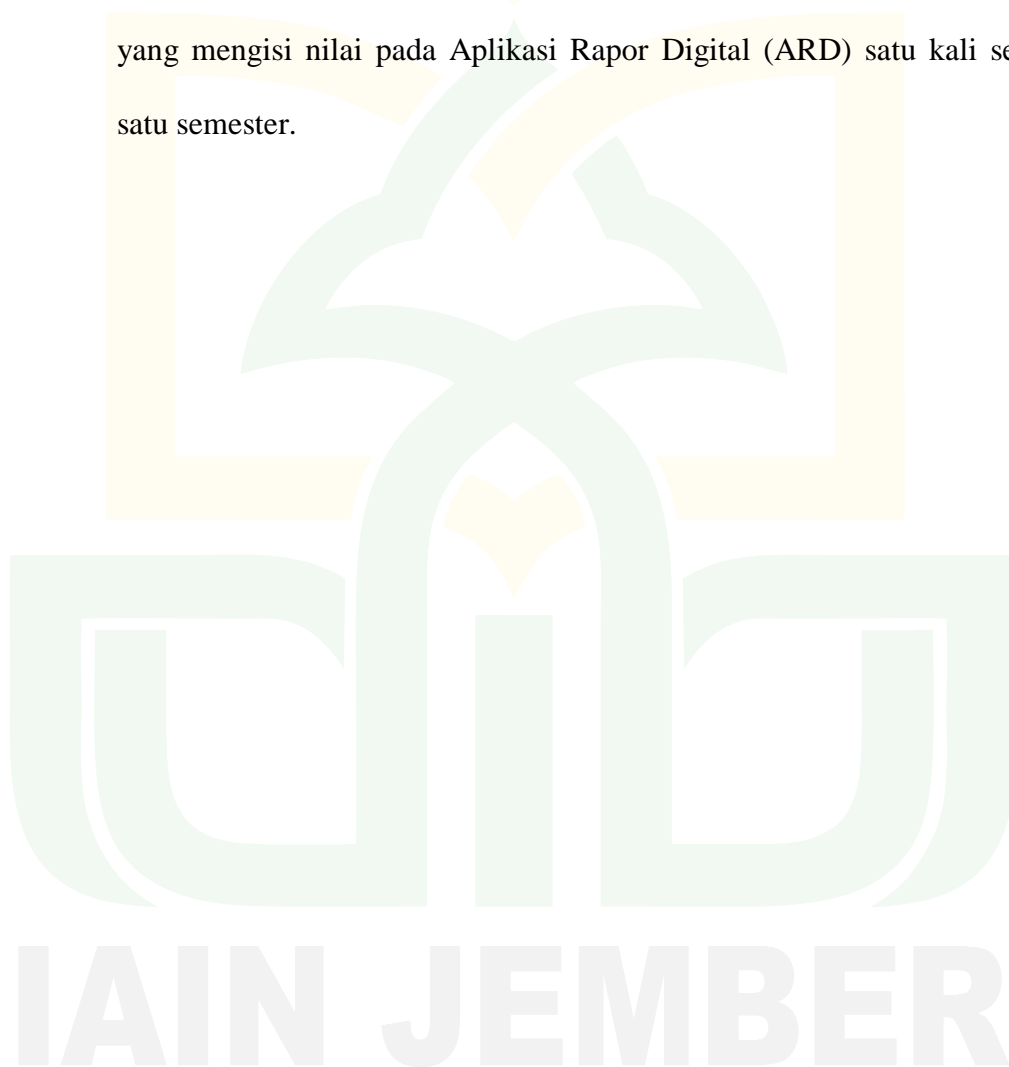 yang mengisi nilai pada Aplikasi Rapor Digital (ARD) satu kali se
satu semester.
IAIN JEMBER